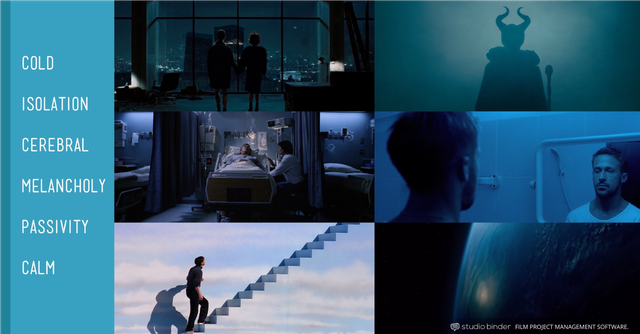 COLD
ISOLATION
CEREBRAL
MELANCHOLY
PASSIVITY
CALM
studio binder FILM PROJECT MANAGEMENT SOFTWARE.